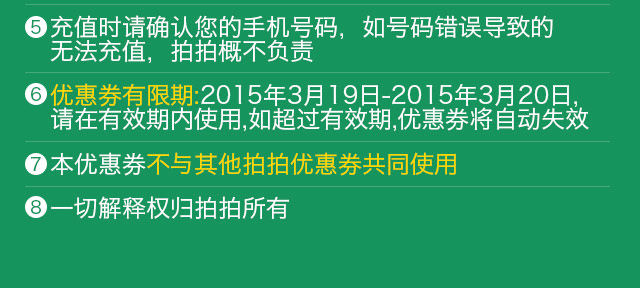 ⑤充值时请确认您的手机号码，如号码错误导致的
无法充值，拍拍概不负责
⑥优惠券有限期:2015年3月19日-2015年3月20日,
请在有效期内使用,如超过有效期,优惠券将自动失效
⑦本优惠券不与其他拍拍优惠券共同使用
⑧一切解释权归拍拍所有